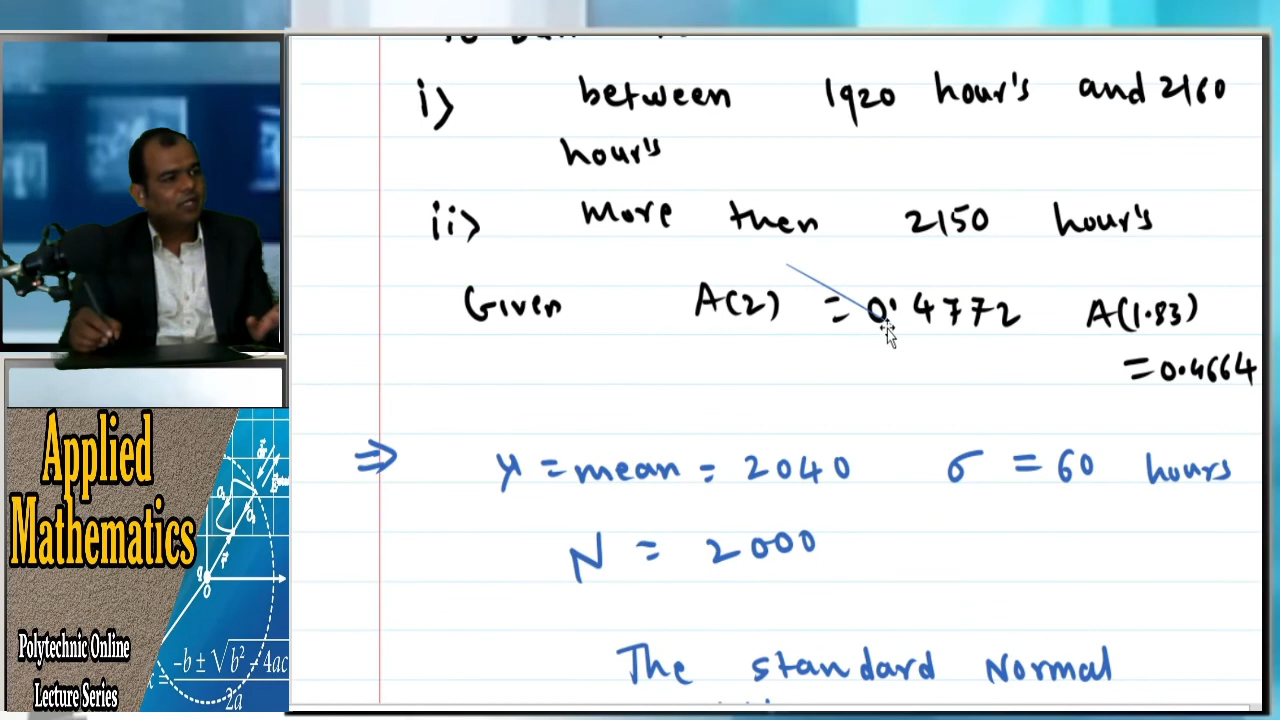 i) between 1920 hour's and 2160
hour's
ii) More then 2150 hour's
Given A(2) = 0.4772 A(1.83)
= 0.4664
⇒ μ = mean = 2040 σ = 60 hours
N = 2000
The standard Normal
Applied
Mathematics
Polytechnic Online
Lecture Series
-b ± √b² - 4ac
2a